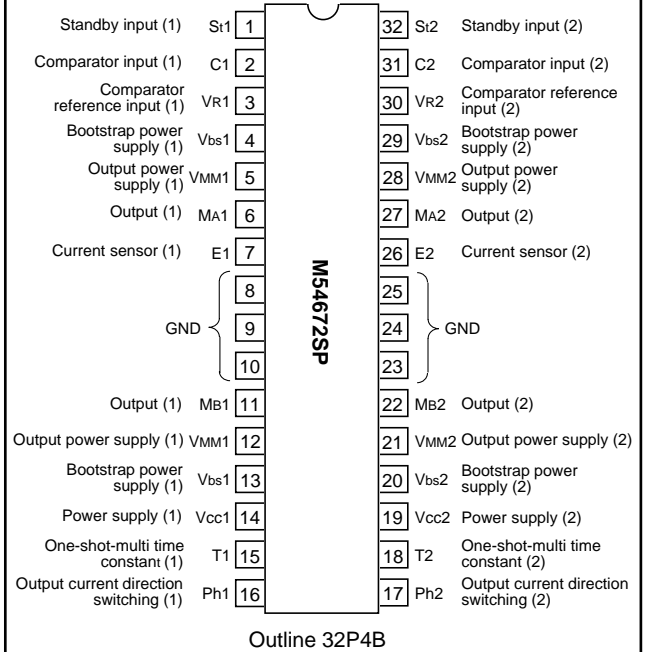 Standby input (1) St1 1 32 St2 Standby input (2)
Comparator input (1) C1 2 31 C2 Comparator input (2)
Comparator
reference input (1) VR1 3 30 VR2 Comparator reference
input (2)
Bootstrap power
supply (1) Vbs1 4 29 Vbs2 Bootstrap power
supply (2)
Output power
supply (1) VMM1 5 28 VMM2 Output power
supply (2)
Output (1) MA1 6 27 MA2 Output (2)
Current sensor (1) E1 7 26 E2 Current sensor (2)
8 25
GND 9 24 GND
10 23
M54672SP
Output (1) MB1 11 22 MB2 Output (2)
Output power supply (1) VMM1 12 21 VMM2 Output power supply (2)
Bootstrap power
supply (1) Vbs1 13 20 Vbs2 Bootstrap power
supply (2)
Power supply (1) Vcc1 14 19 Vcc2 Power supply (2)
One-shot-multi time
constant (1) T1 15 18 T2 One-shot-multi time
constant (2)
Output current direction
switching (1) Ph1 16 17 Ph2 Output current direction
switching (2)
Outline 32P4B